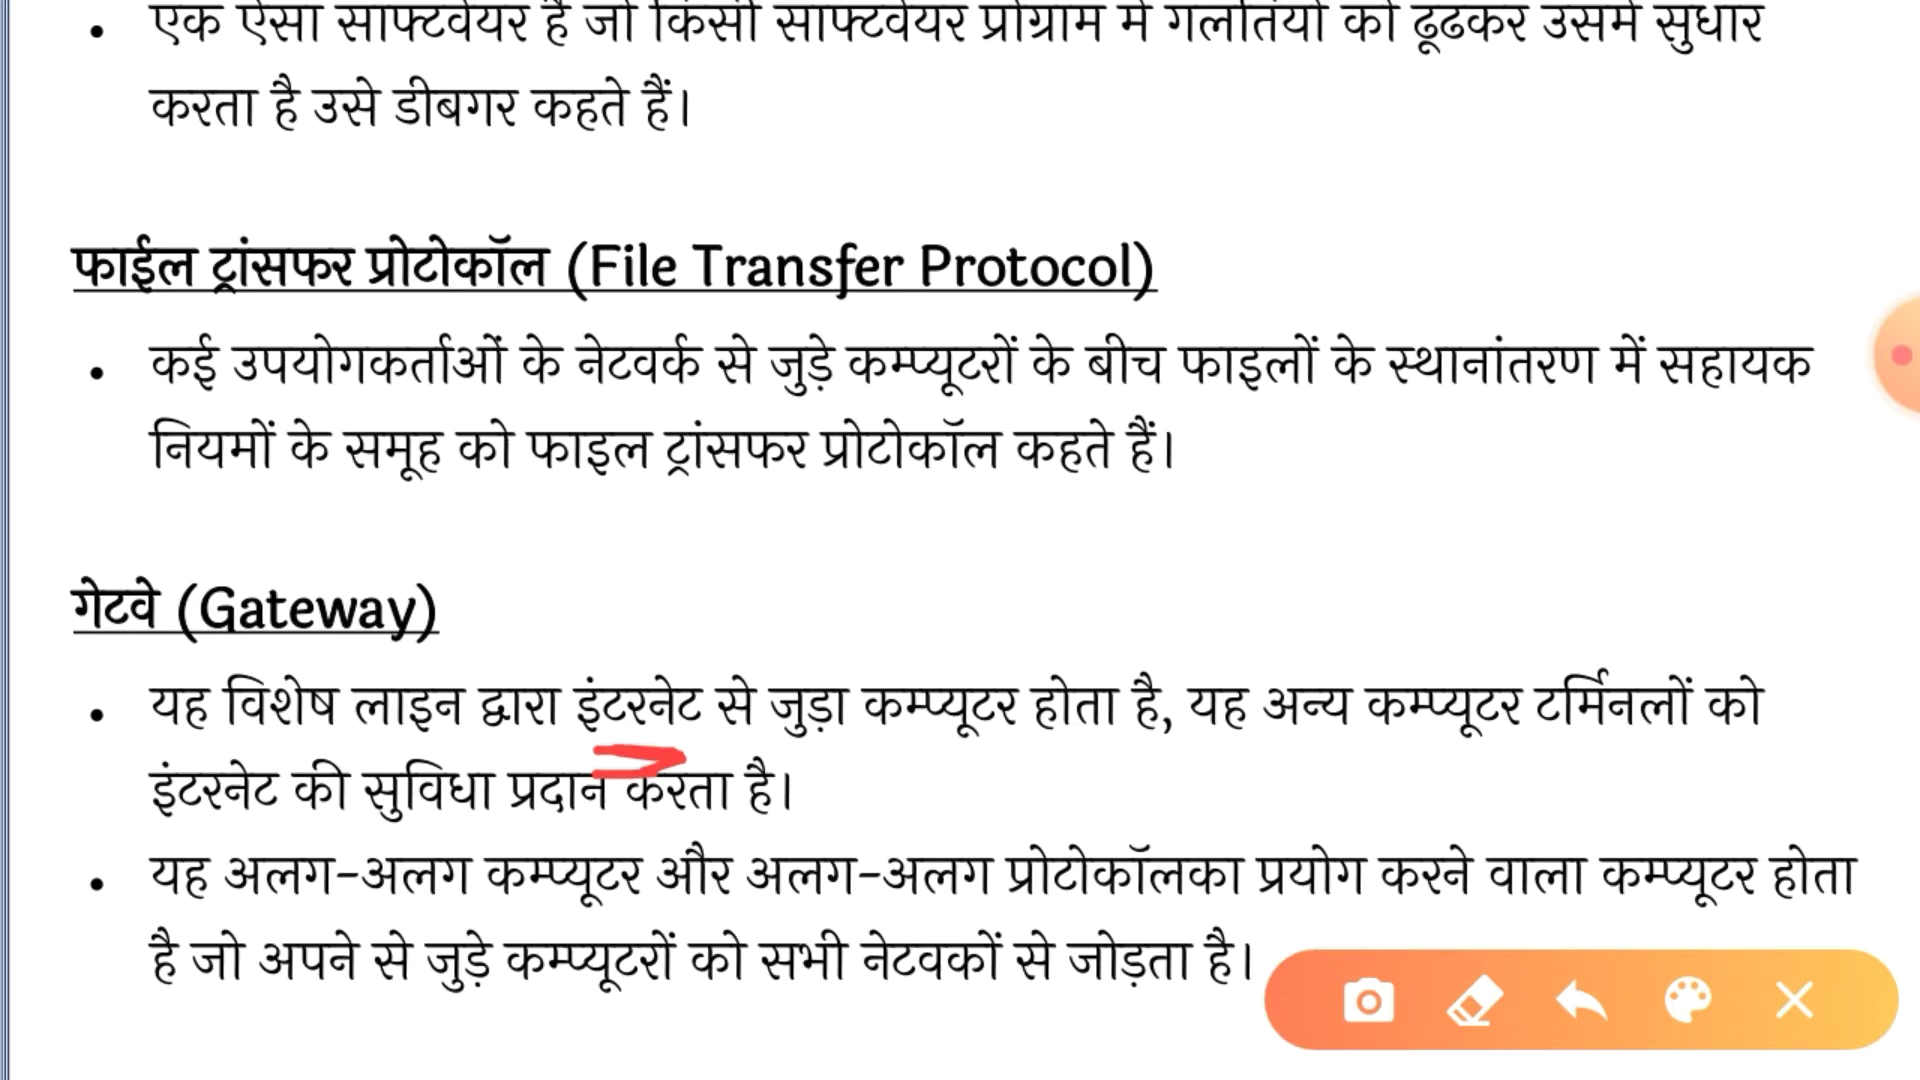 एक ऐसा साफ्टवेयर है जो किसी साफ्टवेयर प्रोग्राम में गलतियों को ढूढकर उसमें सुधार
करता है उसे डीबगर कहते हैं।
फाईल ट्रांसफर प्रोटोकॉल (File Transfer Protocol)
कई उपयोगकर्ताओं के नेटवर्क से जुड़े कम्प्यूटरों के बीच फाइलों के स्थानांतरण में सहायक
नियमों के समूह को फाइल ट्रांसफर प्रोटोकॉल कहते हैं।
गेटवे (Gateway)
यह विशेष लाइन द्वारा इंटरनेट से जुड़ा कम्प्यूटर होता है, यह अन्य कम्प्यूटर टर्मिनलों को
इंटरनेट की सुविधा प्रदान करता है।
यह अलग-अलग कम्प्यूटर और अलग-अलग प्रोटोकॉलका प्रयोग करने वाला कम्प्यूटर होता
है जो अपने से जुड़े कम्प्यूटरों को सभी नेटवकों से जोड़ता है।